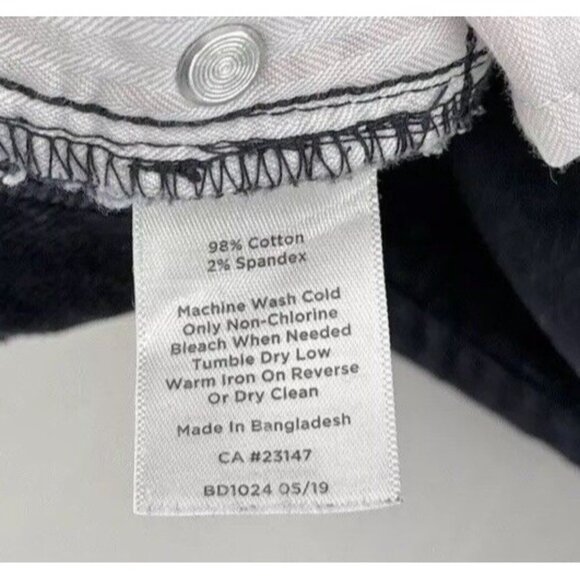 98% Cotton
2% Spandex
Machine Wash Cold
Only Non-Chlorine
Bleach When Needed
Tumble Dry Low
Warm Iron On Reverse
Or Dry Clean
Made In Bangladesh
CA #23147
BD1024 05/19